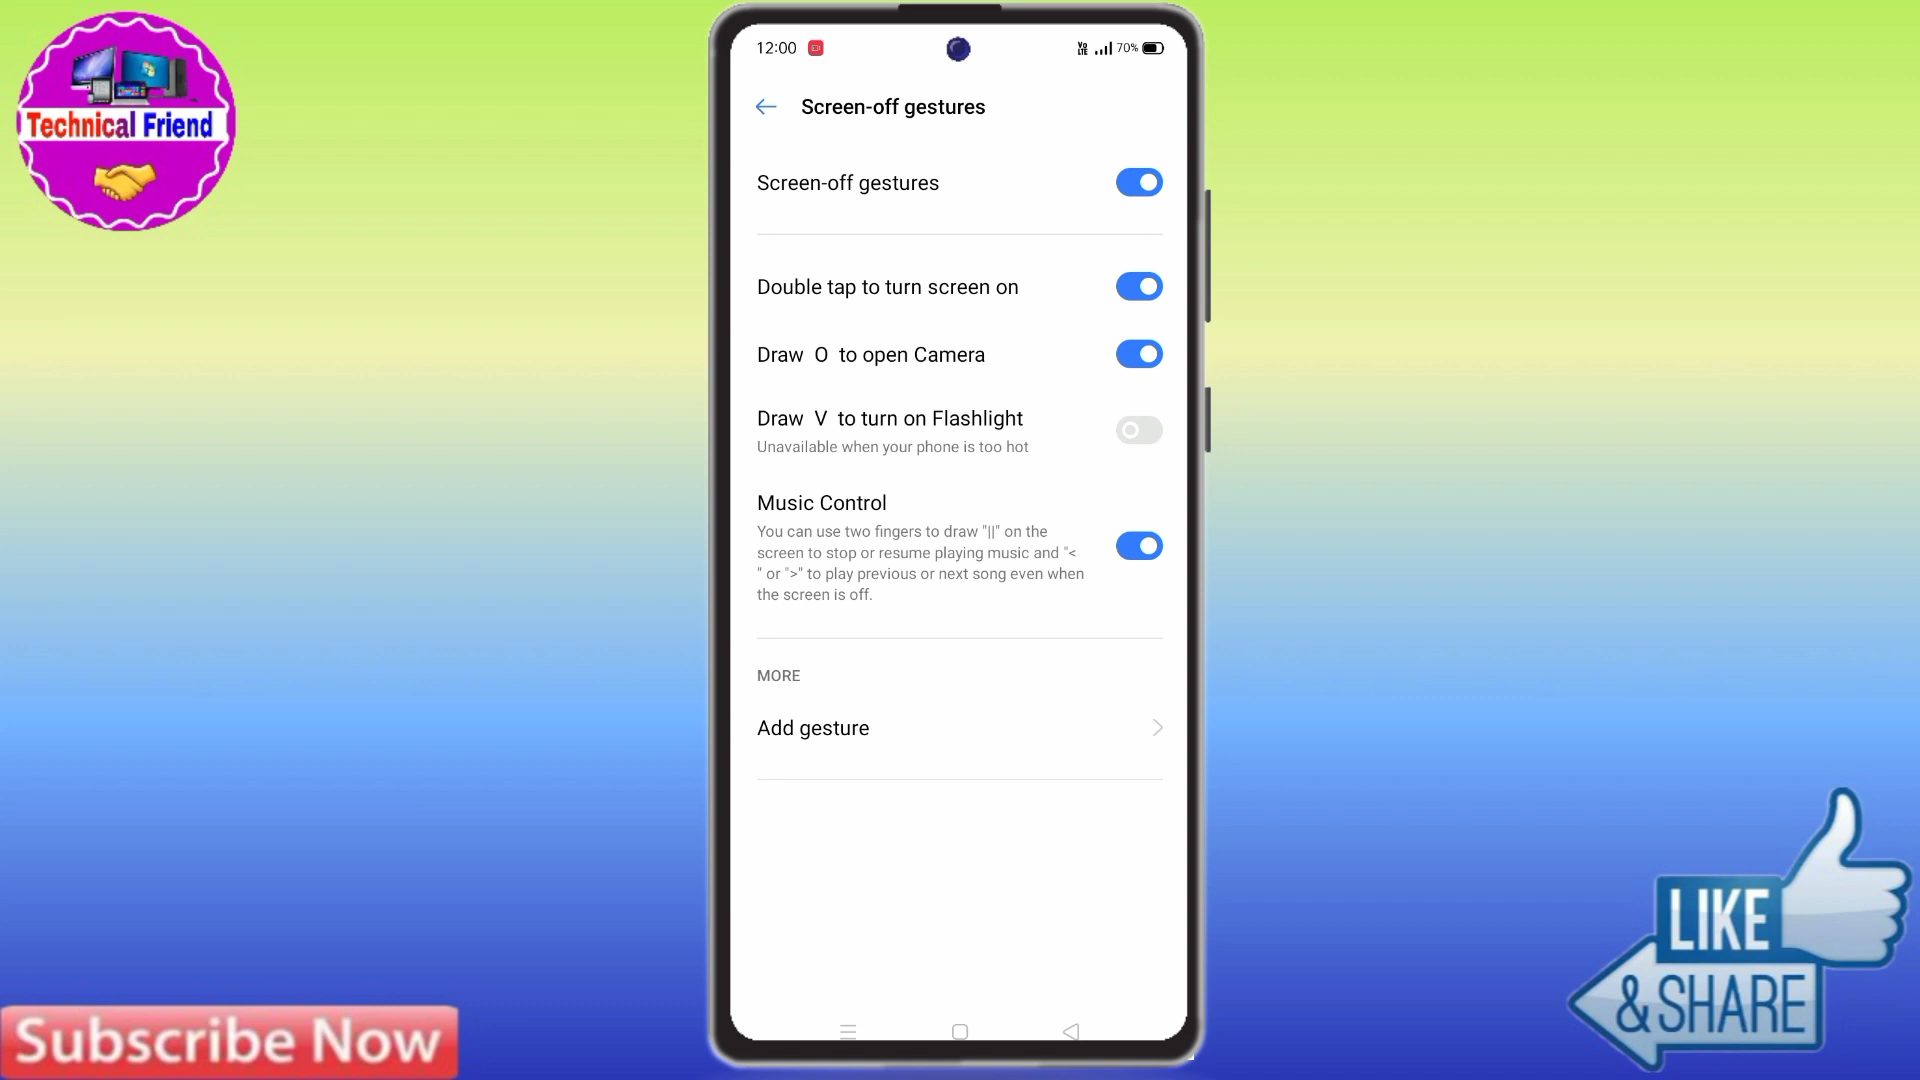 Technical Friend
12:00
Vo
LTE
70%
Screen-off gestures
Screen-off gestures
Double tap to turn screen on
Draw O to open Camera
Draw V to turn on Flashlight
Unavailable when your phone is too hot
Music Control
You can use two fingers to draw "||" on the
screen to stop or resume playing music and "<
" or ">" to play previous or next song even when
the screen is off.
MORE
Add gesture
LIKE
& SHARE
Subscribe Now